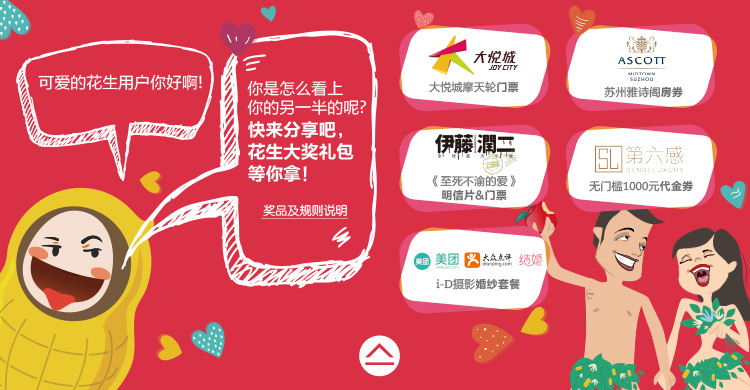 可爱的花生用户你好啊!
你是怎么看上
你的另一半的呢?
快来分享吧，
花生大奖礼包
等你拿！
奖品及规则说明
大悦城
JOY CITY
大悦城摩天轮门票
ASCOTT
MIDTOWN
SUZHOU
苏州雅诗阁房券
伊藤潤二
《至死不渝的爱》
明信片&门票
SL 第六感
SENSELUXURY
无门槛1000元代金券
美团 美团 大众点评 结婚
dianping.com
i-D摄影婚纱套餐